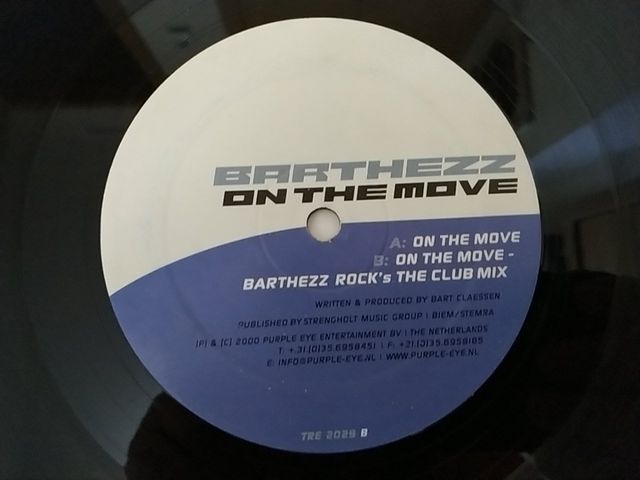 BARTHEZZ
ON THE MOVE
A: ON THE MOVE
B: ON THE MOVE -
BARTHEZZ ROCK's THE CLUB MIX
WRITTEN & PRODUCED BY BART CLAESSEN
PUBLISHED BY STRENGHOLT MUSIC GROUP | BIEM/STEMRA
(P) & (C) 2000 PURPLE EYE ENTERTAINMENT BV | THE NETHERLANDS
T: +.31.(0)35.6958451 | F: +21.(0)35.6958185
E: INFO@PURPLE-EYE.NL | WWW.PURPLE-EYE.NL
TRE 2029 B